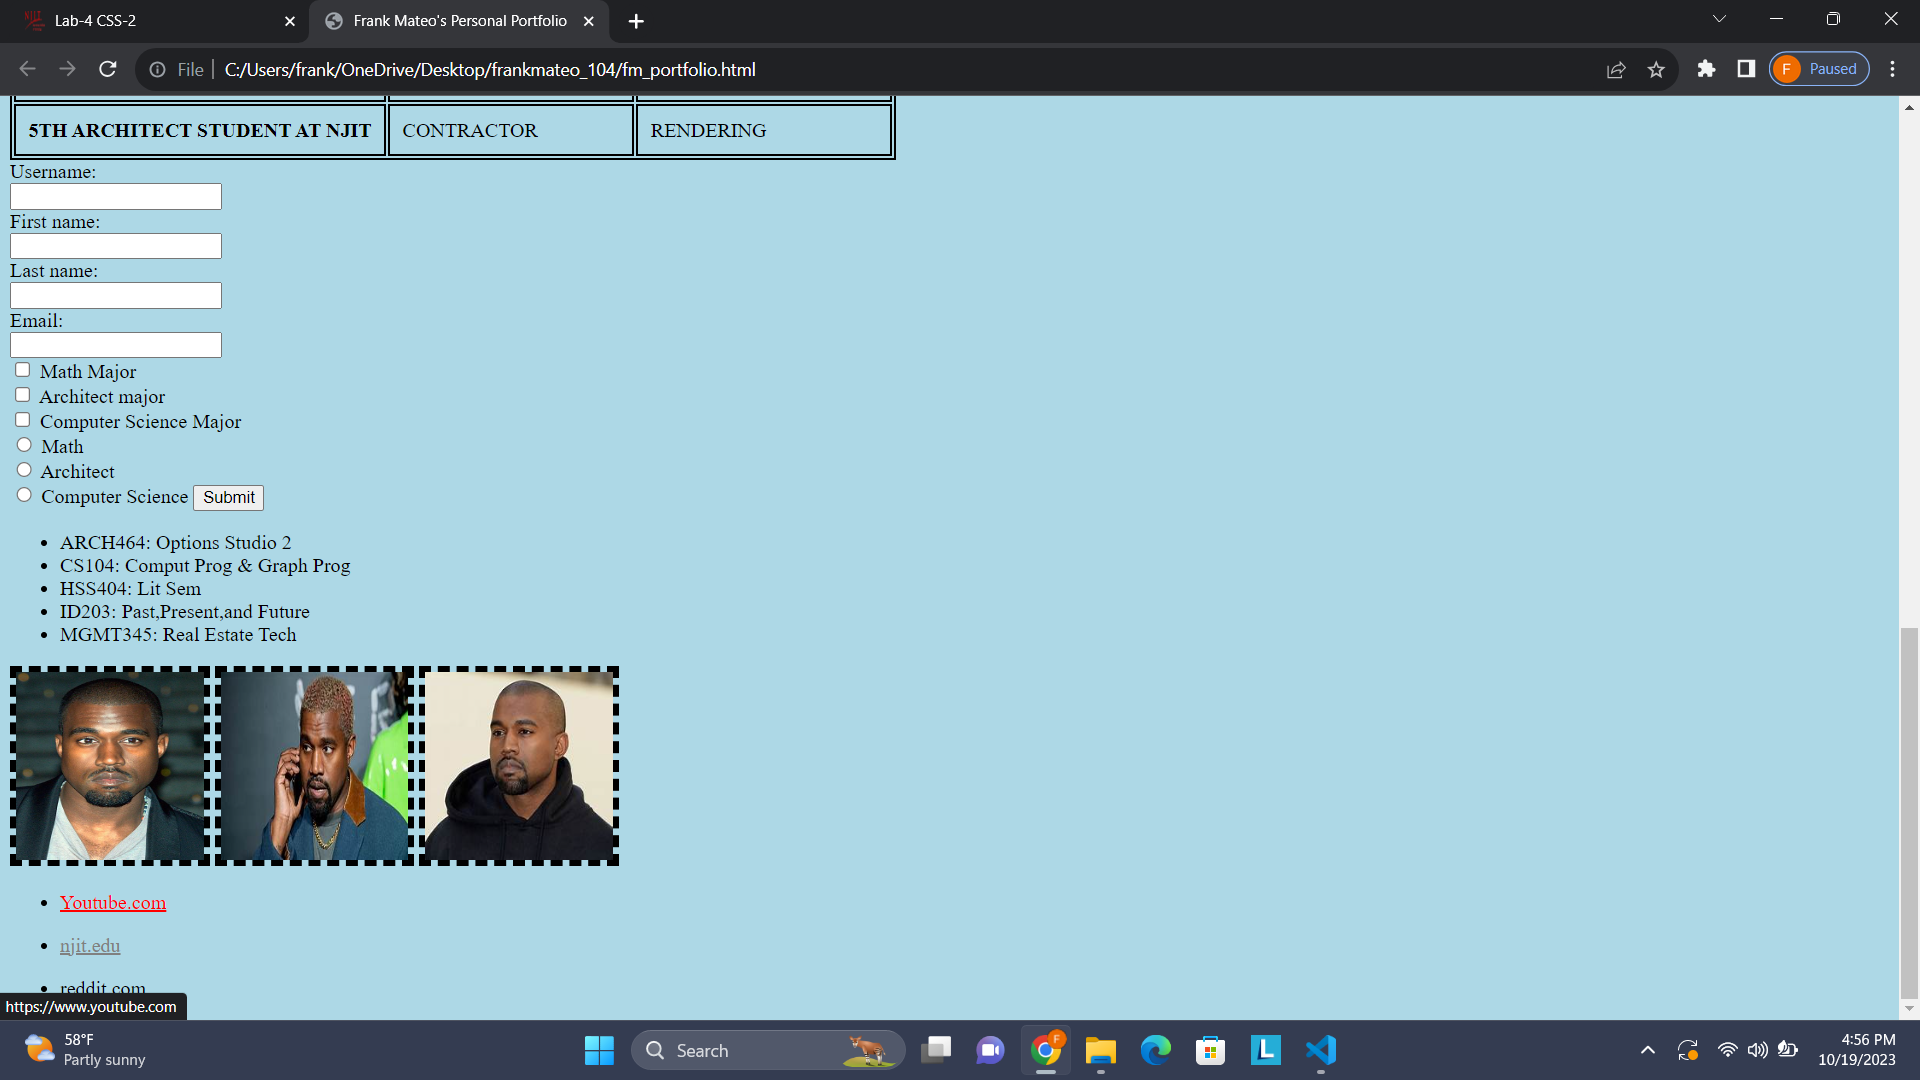 Lab-4 CSS-2
Frank Mateo's Personal Portfolio
File
C:/Users/frank/OneDrive/Desktop/frankmateo_104/fm_portfolio.html
F Paused
5TH ARCHITECT STUDENT AT NJIT CONTRACTOR RENDERING
Username:
First name:
Last name:
Email:
Math Major
Architect major
Computer Science Major
Math
Architect
Computer Science Submit
ARCH464: Options Studio 2
CS104: Comput Prog & Graph Prog
HSS404: Lit Sem
ID203: Past,Present,and Future
MGMT345: Real Estate Tech
Youtube.com
njit.edu
reddit.com
https://www.youtube.com
58°F
Partly sunny
Search
F
L
4:56 PM
10/19/2023